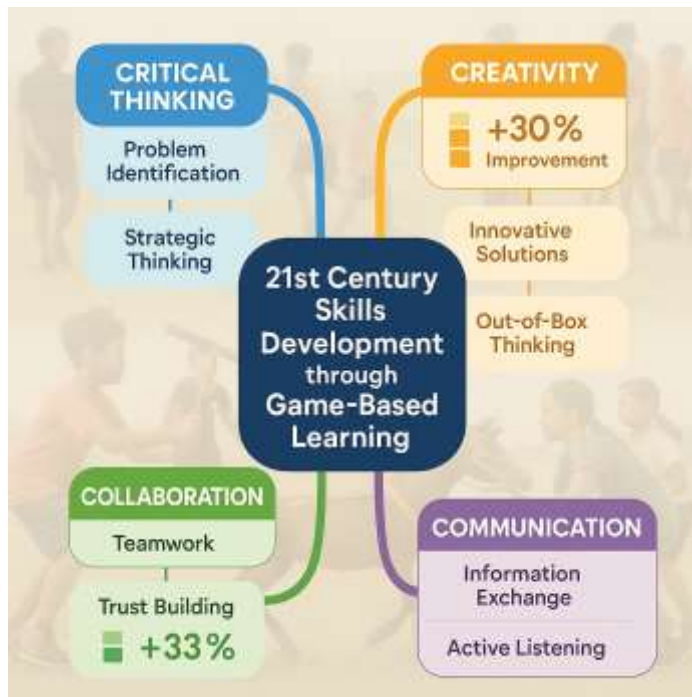 CRITICAL
THINKING
Problem
Identification
Strategic
Thinking
CREATIVITY
+30%
Improvement
Innovative
Solutions
Out-of-Box
Thinking
21st Century
Skills
Development
through
Game-Based
Learning
COLLABORATION
Teamwork
Trust Building
+33%
COMMUNICATION
Information
Exchange
Active Listening